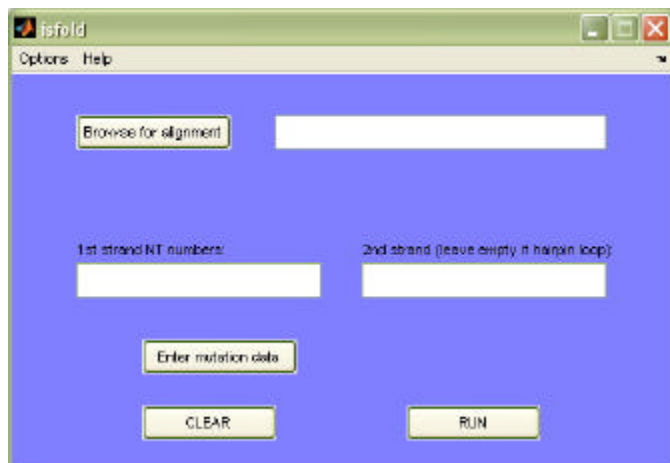 isfold
Options Help
Browse for alignment
1st strand NT numbers:
2nd strand (leave empty if hairpin loop):
Enter mutation data
CLEAR
RUN